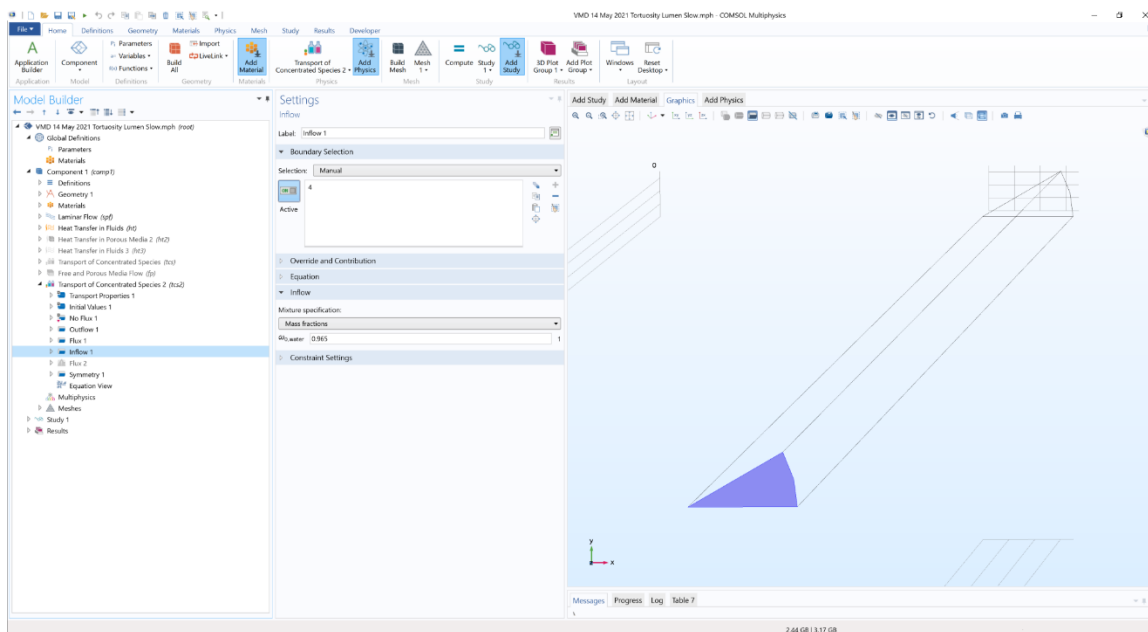 VMD 14 May 2021 Tortuosity Lumen Slow.mph - COMSOL Multiphysics
File Home Definitions Geometry Materials Physics Mesh Study Results Developer
Application Builder
Component 1
Pi Parameters
a= Variables
f(x) Functions
Build All
Import
LiveLink
Add Material
Transport of Concentrated Species 2
Add Physics
Build Mesh
Mesh 1
Compute
Study 1
Add Study
3D Plot Group 1
Add Plot Group
Windows
Reset Desktop
Application Model Definitions Geometry Materials Physics Mesh Study Results Layout
Model Builder
VMD 14 May 2021 Tortuosity Lumen Slow.mph (root)
Global Definitions
Pi Parameters
Materials
Component 1 (comp1)
Definitions
Geometry 1
Materials
Laminar Flow (spf)
Heat Transfer in Fluids (ht)
Heat Transfer in Porous Media 2 (ht2)
Heat Transfer in Fluids 3 (ht3)
Transport of Concentrated Species (tcs)
Free and Porous Media Flow (fp)
Transport of Concentrated Species 2 (tcs2)
Transport Properties 1
Initial Values 1
No Flux 1
Outflow 1
Flux 1
Inflow 1
Flux 2
Symmetry 1
Equation View
Multiphysics
Meshes
Study 1
Results
Settings
Inflow
Label: Inflow 1
Boundary Selection
Selection: Manual
4
Active
Override and Contribution
Equation
Inflow
Mixture specification:
Mass fractions
ω0,water 0.965 1
Constraint Settings
Add Study Add Material Graphics Add Physics
0
y
x
Messages Progress Log Table 7
2.44 GB | 3.17 GB